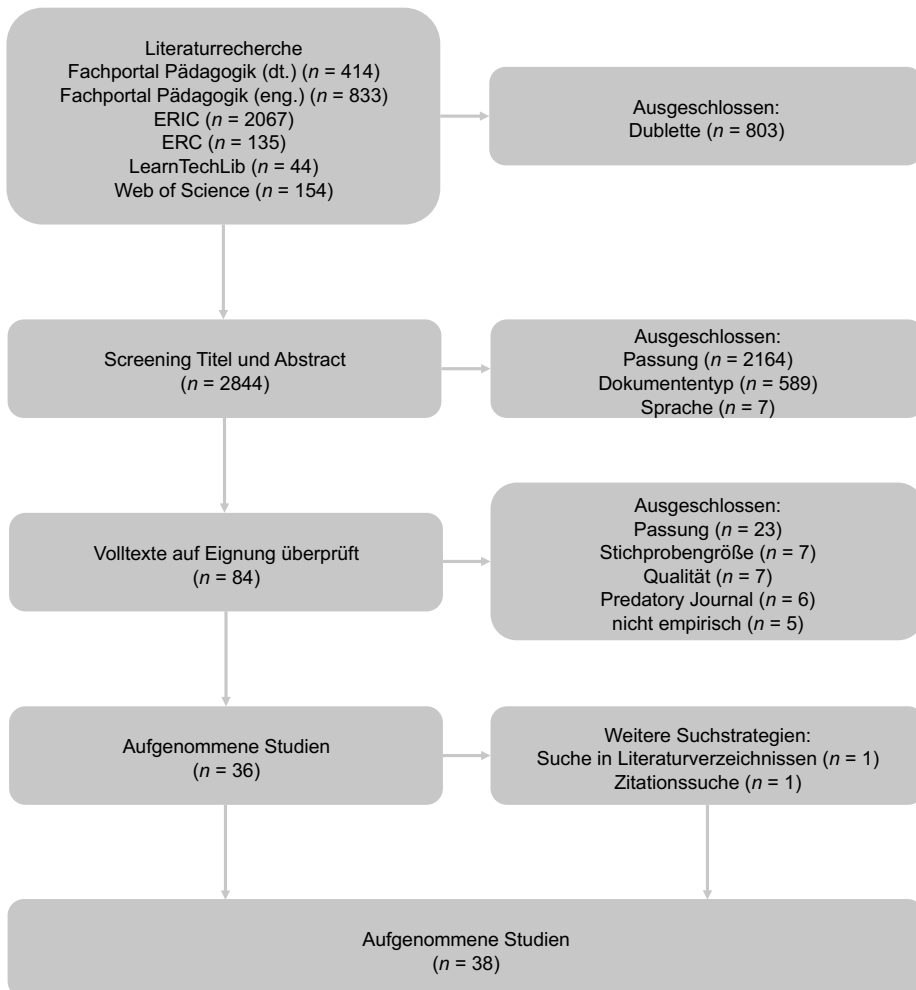 Literaturrecherche
Fachportal Pädagogik (dt.) (n = 414)
Fachportal Pädagogik (eng.) (n = 833)
ERIC (n = 2067)
ERC (n = 135)
LearnTechLib (n = 44)
Web of Science (n = 154)
Ausgeschlossen:
Dublette (n = 803)
Screening Titel und Abstract
(n = 2844)
Ausgeschlossen:
Passung (n = 2164)
Dokumententyp (n = 589)
Sprache (n = 7)
Volltexte auf Eignung überprüft
(n = 84)
Ausgeschlossen:
Passung (n = 23)
Stichprobengröße (n = 7)
Qualität (n = 7)
Predatory Journal (n = 6)
nicht empirisch (n = 5)
Aufgenommene Studien
(n = 36)
Weitere Suchstrategien:
Suche in Literaturverzeichnissen (n = 1)
Zitationssuche (n = 1)
Aufgenommene Studien
(n = 38)